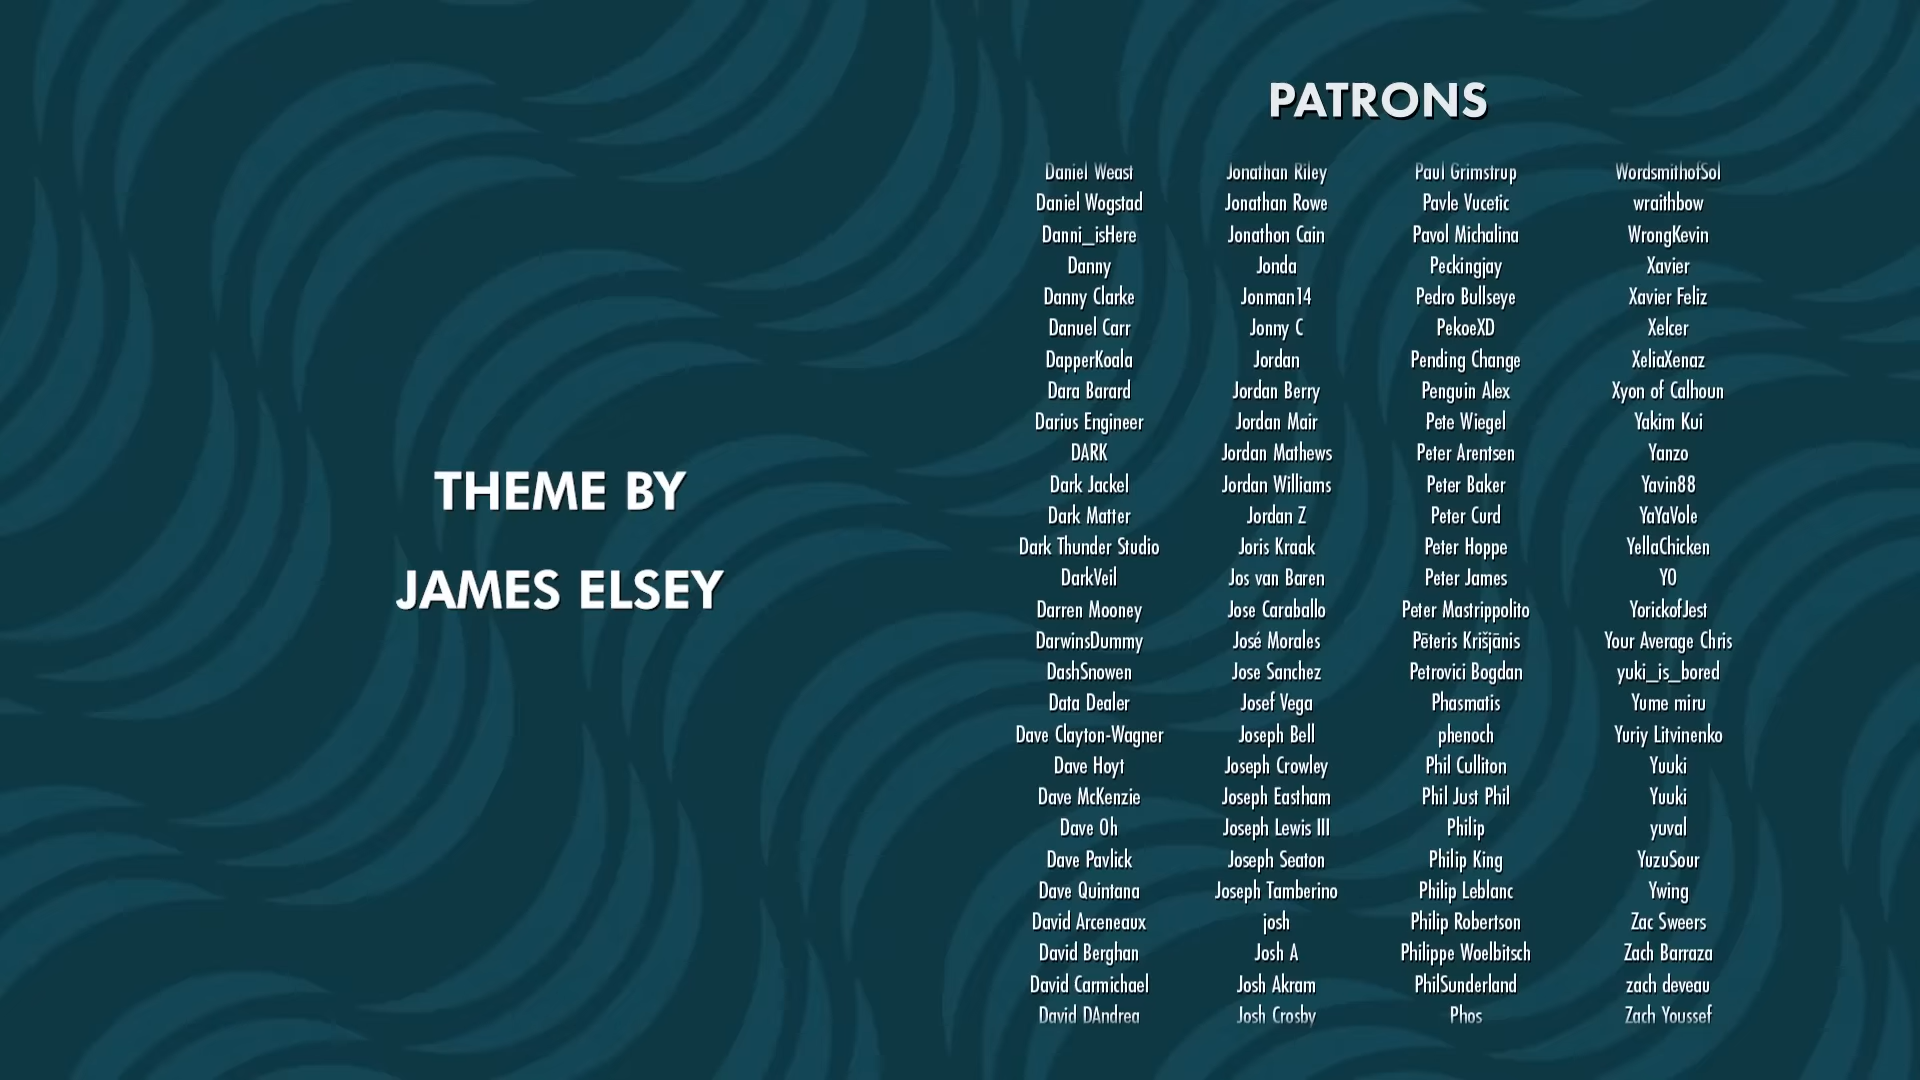 THEME BY
JAMES ELSEY
PATRONS
Daniel Weast
Daniel Wogstad
Danni_isHere
Danny
Danny Clarke
Danuel Carr
DapperKoala
Dara Barard
Darius Engineer
DARK
Dark Jackel
Dark Matter
Dark Thunder Studio
DarkVeil
Darren Mooney
DarwinsDummy
DashSnowen
Data Dealer
Dave Clayton-Wagner
Dave Hoyt
Dave McKenzie
Dave Oh
Dave Pavlick
Dave Quintana
David Arceneaux
David Berghan
David Carmichael
David DAndrea
Jonathan Riley
Jonathan Rowe
Jonathon Cain
Jonda
Jonman14
Jonny C
Jordan
Jordan Berry
Jordan Mair
Jordan Mathews
Jordan Williams
Jordan Z
Joris Kraak
Jos van Baren
Jose Caraballo
José Morales
Jose Sanchez
Josef Vega
Joseph Bell
Joseph Crowley
Joseph Eastham
Joseph Lewis III
Joseph Seaton
Joseph Tamberino
josh
Josh A
Josh Akram
Josh Crosby
Paul Grimstrup
Pavle Vucetic
Pavol Michalina
Peckingjay
Pedro Bullseye
PekoeXD
Pending Change
Penguin Alex
Pete Wiegel
Peter Arentsen
Peter Baker
Peter Curd
Peter Hoppe
Peter James
Peter Mastrippolito
Pēteris Krišjānis
Petrovici Bogdan
Phasmatis
phenoch
Phil Culliton
Phil Just Phil
Philip
Philip King
Philip Leblanc
Philip Robertson
Philippe Woelbitsch
PhilSunderland
Phos
WordsmithofSol
wraithbow
WrongKevin
Xavier
Xavier Feliz
Xelcer
XeliaXenaz
Xyon of Calhoun
Yakim Kui
Yanzo
Yavin88
YaYaVole
YellaChicken
YO
YorickofJest
Your Average Chris
yuki_is_bored
Yume miru
Yuriy Litvinenko
Yuuki
Yuuki
yuval
YuzuSour
Ywing
Zac Sweers
Zach Barraza
zach deveau
Zach Youssef